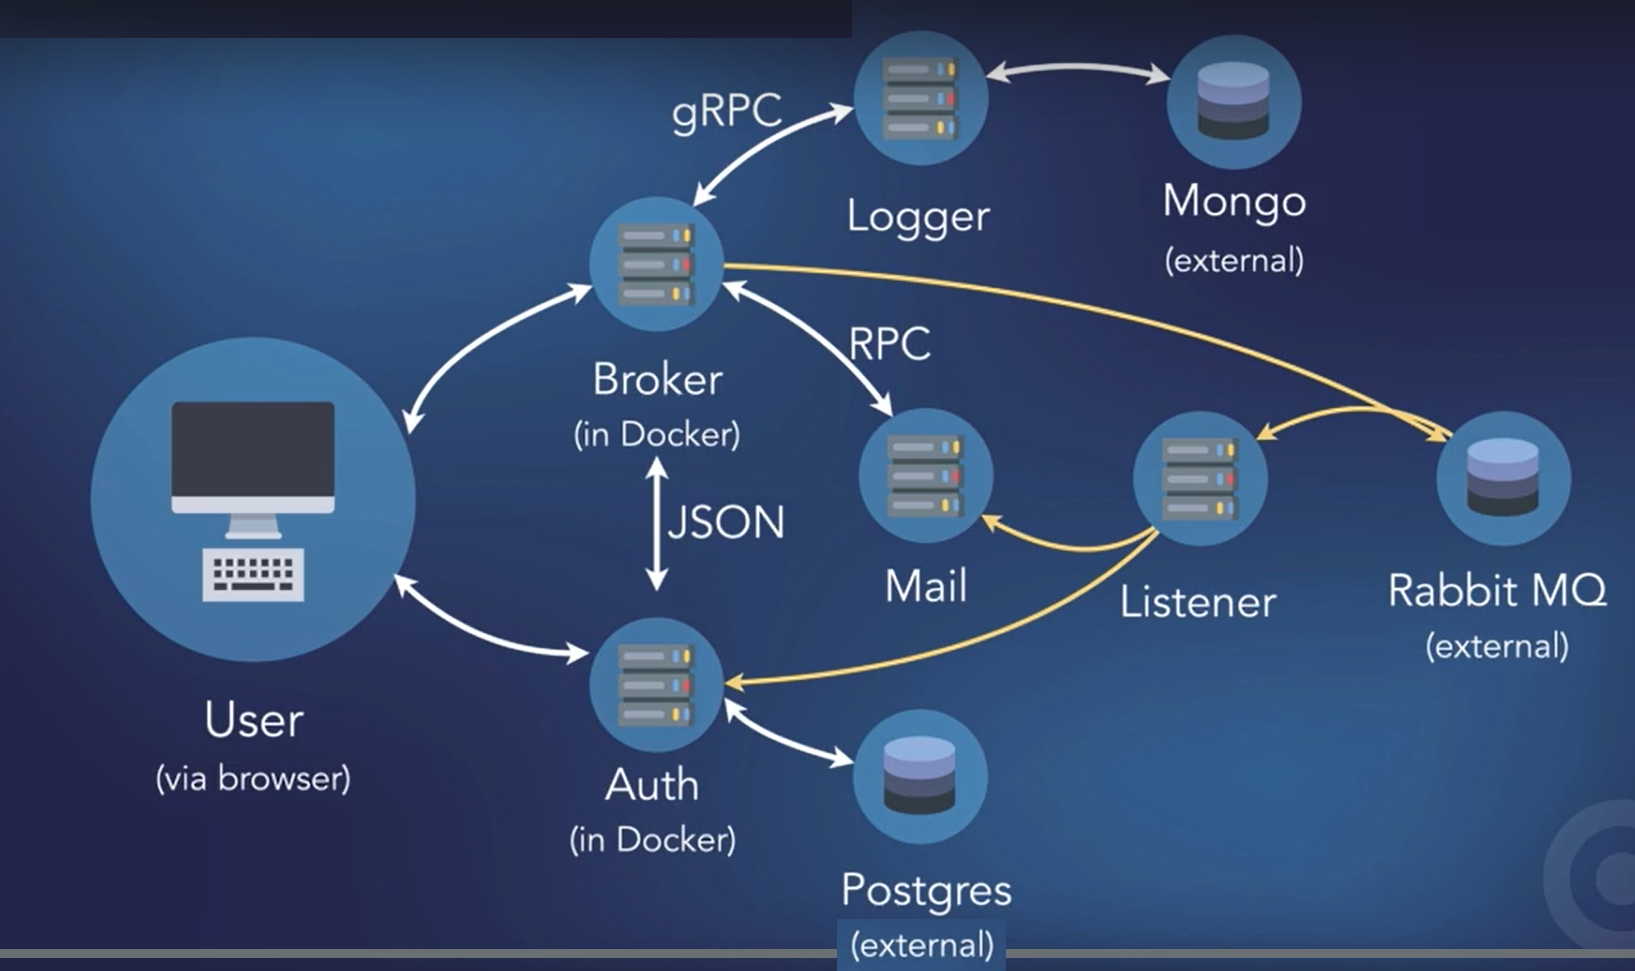 gRPC
Logger
Mongo
(external)
Broker
(in Docker)
RPC
JSON
Mail
Listener
Rabbit MQ
(external)
User
(via browser)
Auth
(in Docker)
Postgres
(external)